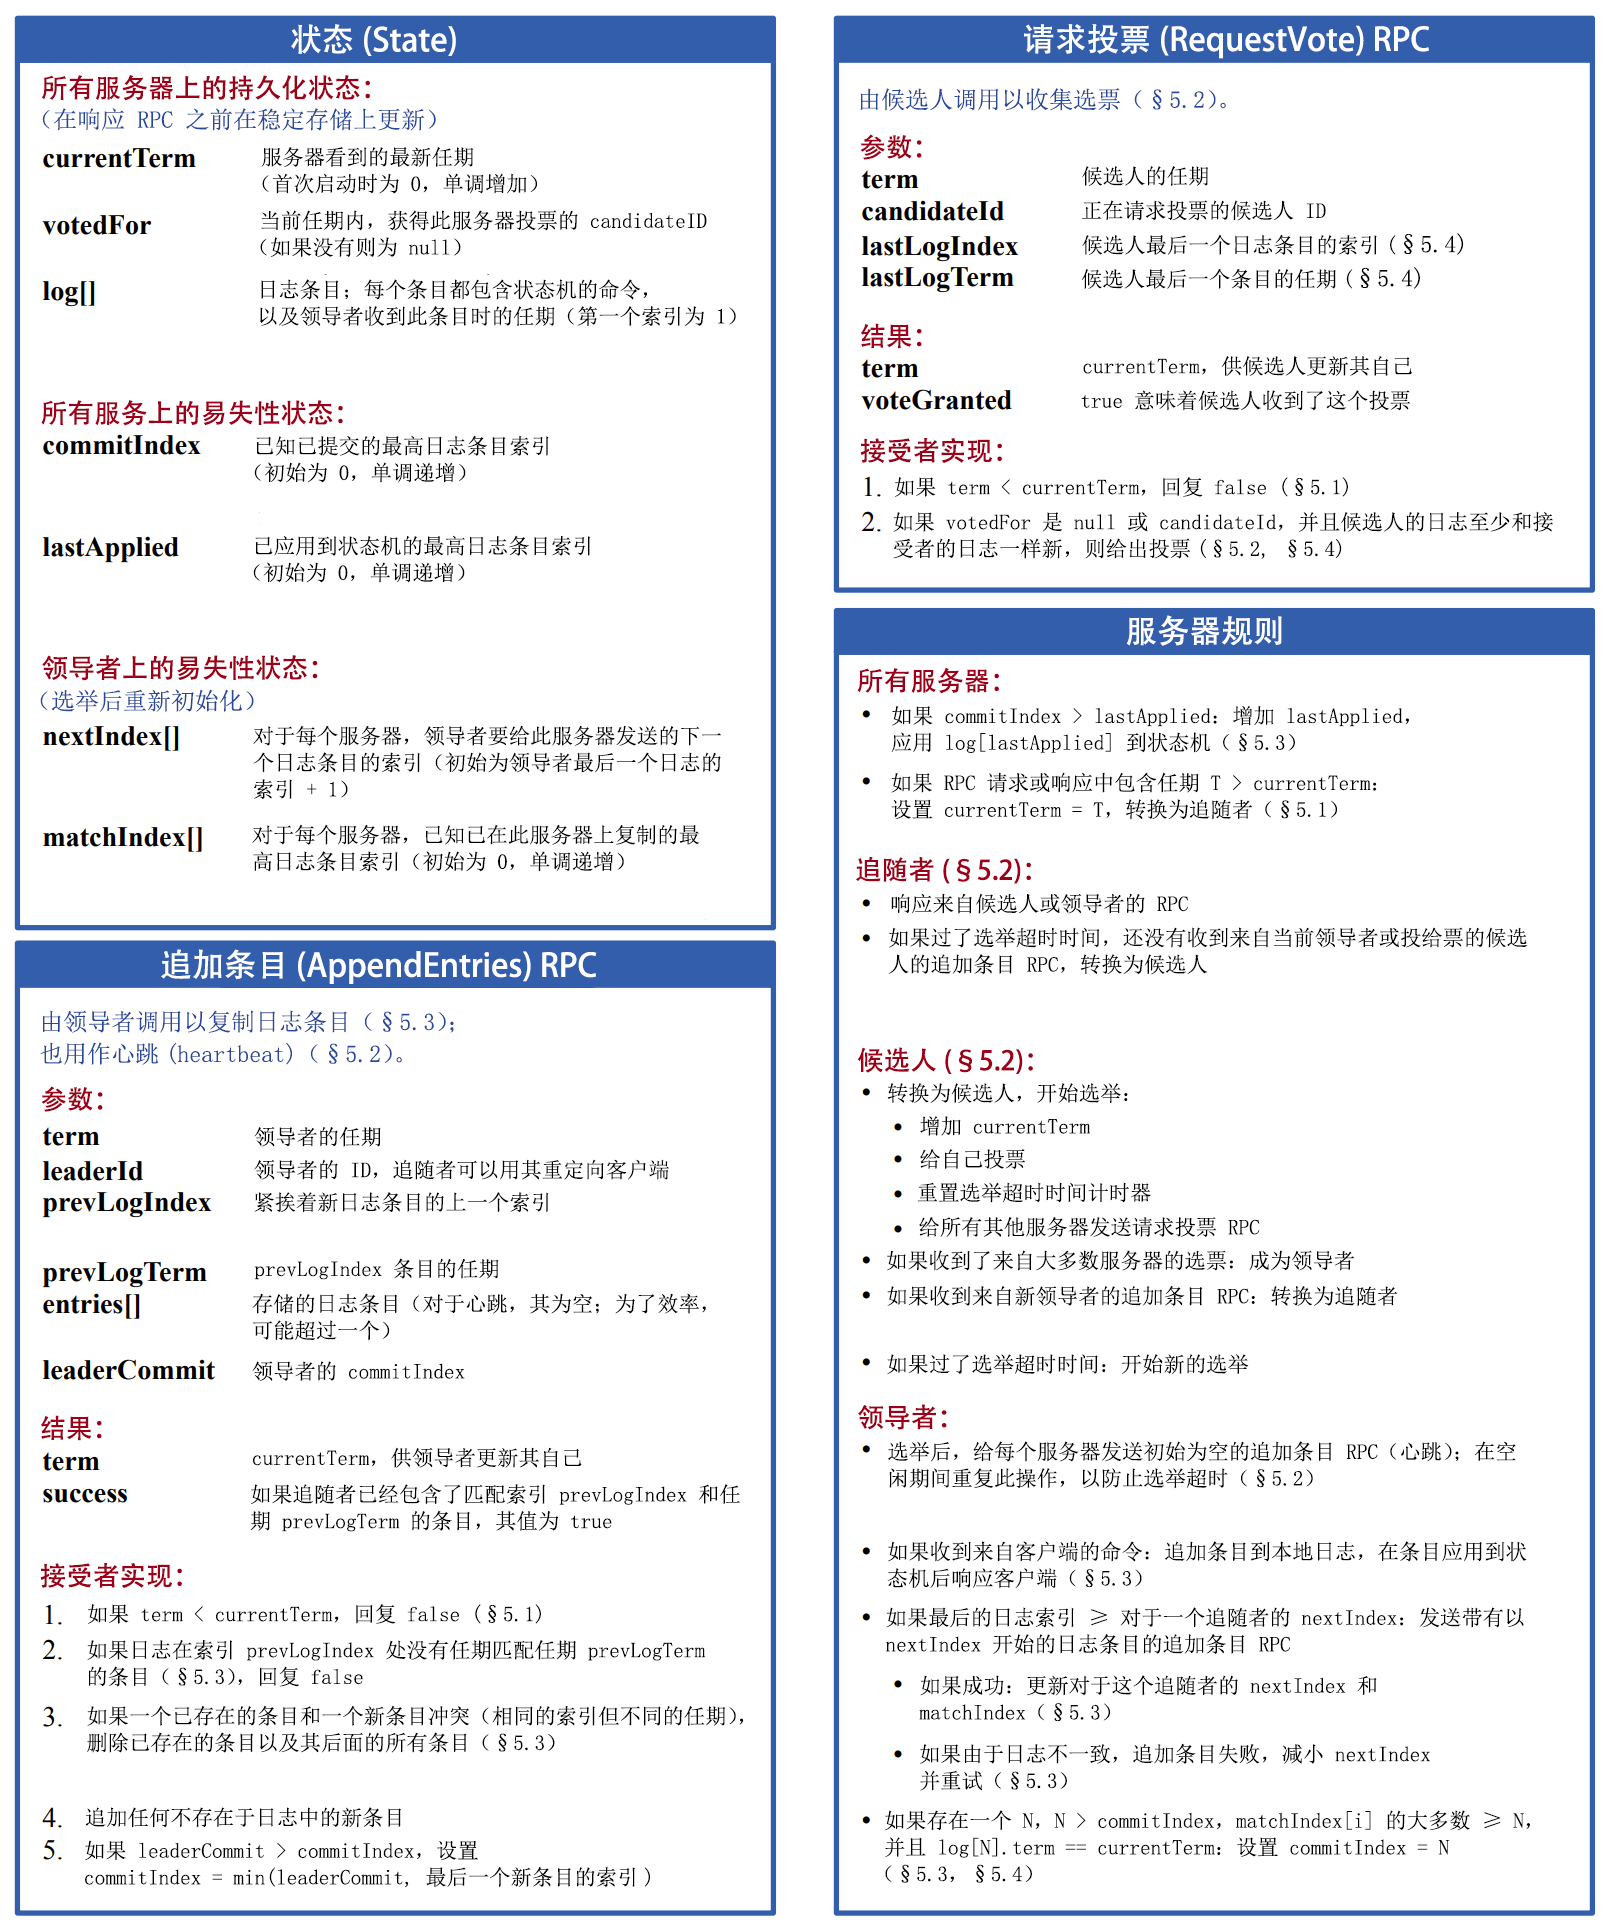 状态 (State)
所有服务器上的持久化状态：
（在响应 RPC 之前在稳定存储上更新）
currentTerm 服务器看到的最新任期
（首次启动时为 0，单调增加）
votedFor 当前任期内，获得此服务器投票的 candidateID
（如果没有则为 null）
log[] 日志条目；每个条目都包含状态机的命令，
以及领导者收到此条目时的任期（第一个索引为 1）
所有服务上的易失性状态：
commitIndex 已知已提交的最高日志条目索引
（初始为 0，单调递增）
lastApplied 已应用到状态机的最高日志条目索引
（初始为 0，单调递增）
领导者上的易失性状态：
（选举后重新初始化）
nextIndex[] 对于每个服务器，领导者要给此服务器发送的下一
个日志条目的索引（初始为领导者最后一个日志的
索引 + 1）
matchIndex[] 对于每个服务器，已知已在此服务器上复制的最
高日志条目索引（初始为 0，单调递增）
追加条目 (AppendEntries) RPC
由领导者调用以复制日志条目（§5.3）；
也用作心跳 (heartbeat)（§5.2）。
参数：
term 领导者的任期
leaderId 领导者的 ID，追随者可以用其重定向客户端
prevLogIndex 紧挨着新日志条目的上一个索引
prevLogTerm prevLogIndex 条目的任期
entries[] 存储的日志条目（对于心跳，其为空；为了效率，
可能超过一个）
leaderCommit 领导者的 commitIndex
结果：
term currentTerm，供领导者更新其自己
success 如果追随者已经包含了匹配索引 prevLogIndex 和任
期 prevLogTerm 的条目，其值为 true
接受者实现：
1. 如果 term < currentTerm，回复 false (§5.1)
2. 如果日志在索引 prevLogIndex 处没有任期匹配任期 prevLogTerm
的条目（§5.3），回复 false
3. 如果一个已存在的条目和一个新条目冲突（相同的索引但不同的任期），
删除已存在的条目以及其后面的所有条目（§5.3）
4. 追加任何不存在于日志中的新条目
5. 如果 leaderCommit > commitIndex，设置
commitIndex = min(leaderCommit, 最后一个新条目的索引)
请求投票 (RequestVote) RPC
由候选人调用以收集选票（§5.2）。
参数：
term 候选人的任期
candidateId 正在请求投票的候选人 ID
lastLogIndex 候选人最后一个日志条目的索引 (§5.4)
lastLogTerm 候选人最后一个条目的任期 (§5.4)
结果：
term currentTerm，供候选人更新其自己
voteGranted true 意味着候选人收到了这个投票
接受者实现：
1. 如果 term < currentTerm，回复 false (§5.1)
2. 如果 votedFor 是 null 或 candidateId，并且候选人的日志至少和接
受者的日志一样新，则给出投票 (§5.2, §5.4)
服务器规则
所有服务器：
• 如果 commitIndex > lastApplied：增加 lastApplied，
应用 log[lastApplied] 到状态机（§5.3）
• 如果 RPC 请求或响应中包含任期 T > currentTerm：
设置 currentTerm = T，转换为追随者（§5.1）
追随者 (§5.2)：
• 响应来自候选人或领导者的 RPC
• 如果过了选举超时时间，还没有收到来自当前领导者或投给票的候选
人的追加条目 RPC，转换为候选人
候选人 (§5.2)：
• 转换为候选人，开始选举：
• 增加 currentTerm
• 给自己投票
• 重置选举超时时间计时器
• 给所有其他服务器发送请求投票 RPC
• 如果收到了来自大多数服务器的选票：成为领导者
• 如果收到来自新领导者的追加条目 RPC：转换为追随者
• 如果过了选举超时时间：开始新的选举
领导者：
• 选举后，给每个服务器发送初始为空的追加条目 RPC（心跳）；在空
闲期间重复此操作，以防止选举超时（§5.2）
• 如果收到来自客户端的命令：追加条目到本地日志，在条目应用到状
态机后响应客户端（§5.3）
• 如果最后的日志索引 ≥ 对于一个追随者的 nextIndex：发送带有以
nextIndex 开始的日志条目的追加条目 RPC
• 如果成功：更新对于这个追随者的 nextIndex 和
matchIndex（§5.3）
• 如果由于日志不一致，追加条目失败，减小 nextIndex
并重试（§5.3）
• 如果存在一个 N，N > commitIndex，matchIndex[i] 的大多数 ≥ N，
并且 log[N].term == currentTerm：设置 commitIndex = N
（§5.3，§5.4）